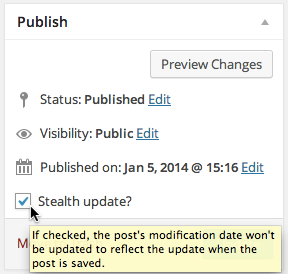 Publish
Preview Changes
Status: Published Edit
Visibility: Public Edit
Published on: Jan 5, 2014 @ 15:16 Edit
Stealth update?
If checked, the post's modification date won't
be updated to reflect the update when the
post is saved.